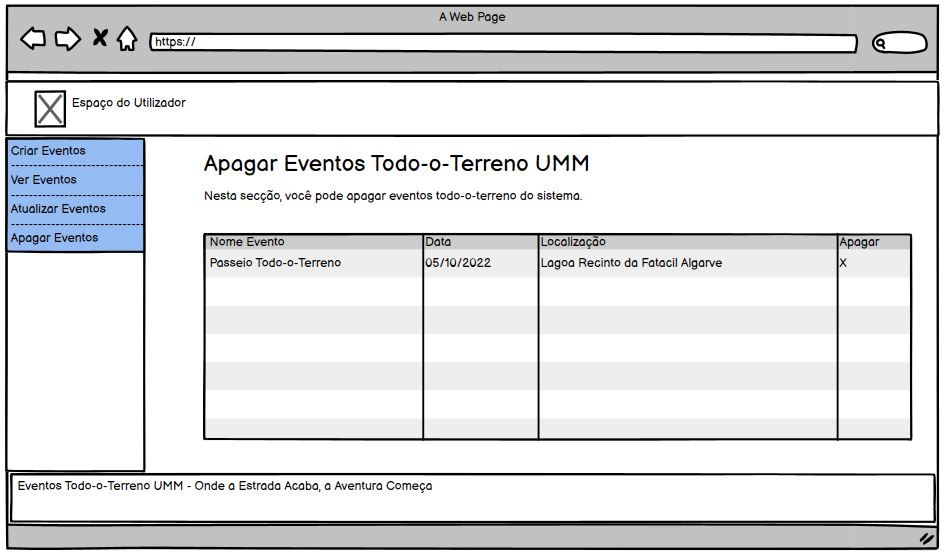 A Web Page
https://
Espaço do Utilizador
Criar Eventos
Ver Eventos
Atualizar Eventos
Apagar Eventos
Apagar Eventos Todo-o-Terreno UMM
Nesta secção, você pode apagar eventos todo-o-terreno do sistema.
Nome Evento Data Localização Apagar
Passeio Todo-o-Terreno 05/10/2022 Lagoa Recinto da Fatacil Algarve X
Eventos Todo-o-Terreno UMM - Onde a Estrada Acaba, a Aventura Começa